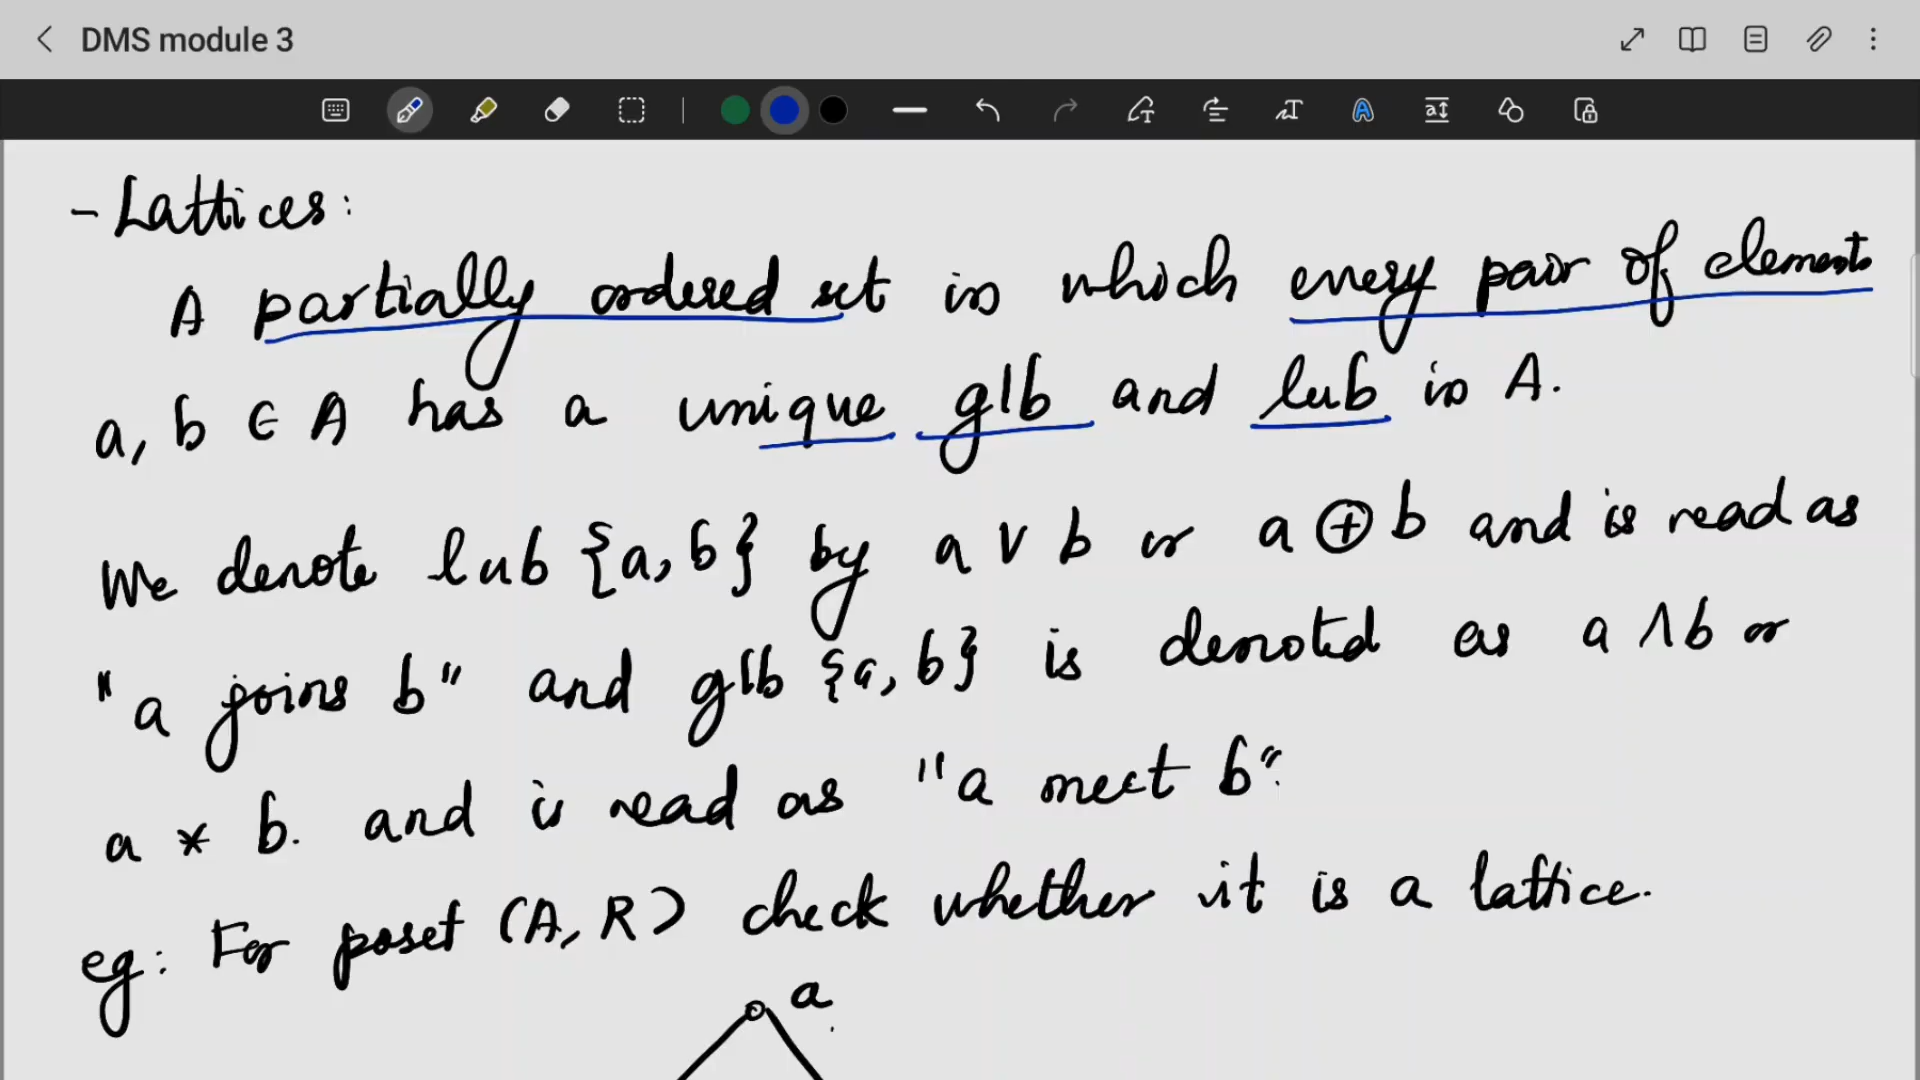 DMS module 3
- Lattices:
A partially ordered set in which every pair of elements
a, b ∈ A has a unique glb and lub in A.
We denote lub {a, b} by a ∨ b or a ⊕ b and is read as
"a joins b" and glb {a, b} is denoted as a ∧ b or
a * b. and is read as "a meet b".
eg: For poset (A, R) check whether it is a lattice.
a